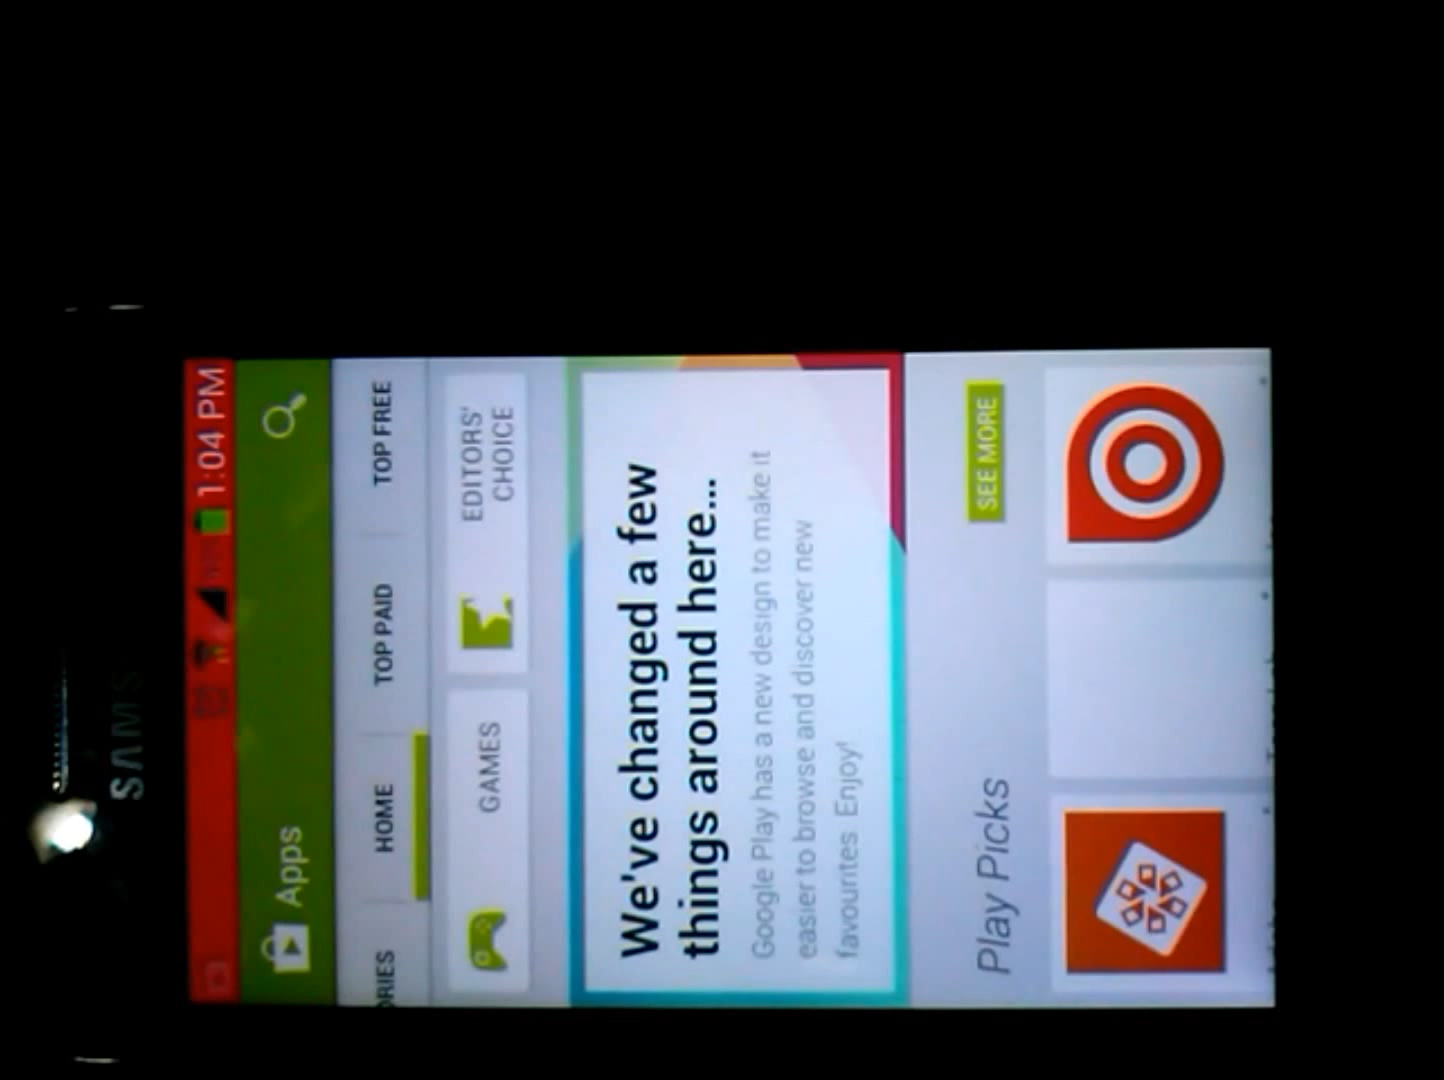 SAMS
1:04 PM
Apps
ORIES
HOME
TOP PAID
TOP FREE
GAMES
EDITORS'
CHOICE
We've changed a few
things around here...
Google Play has a new design to make it
easier to browse and discover new
favourites. Enjoy!
Play Picks
SEE MORE